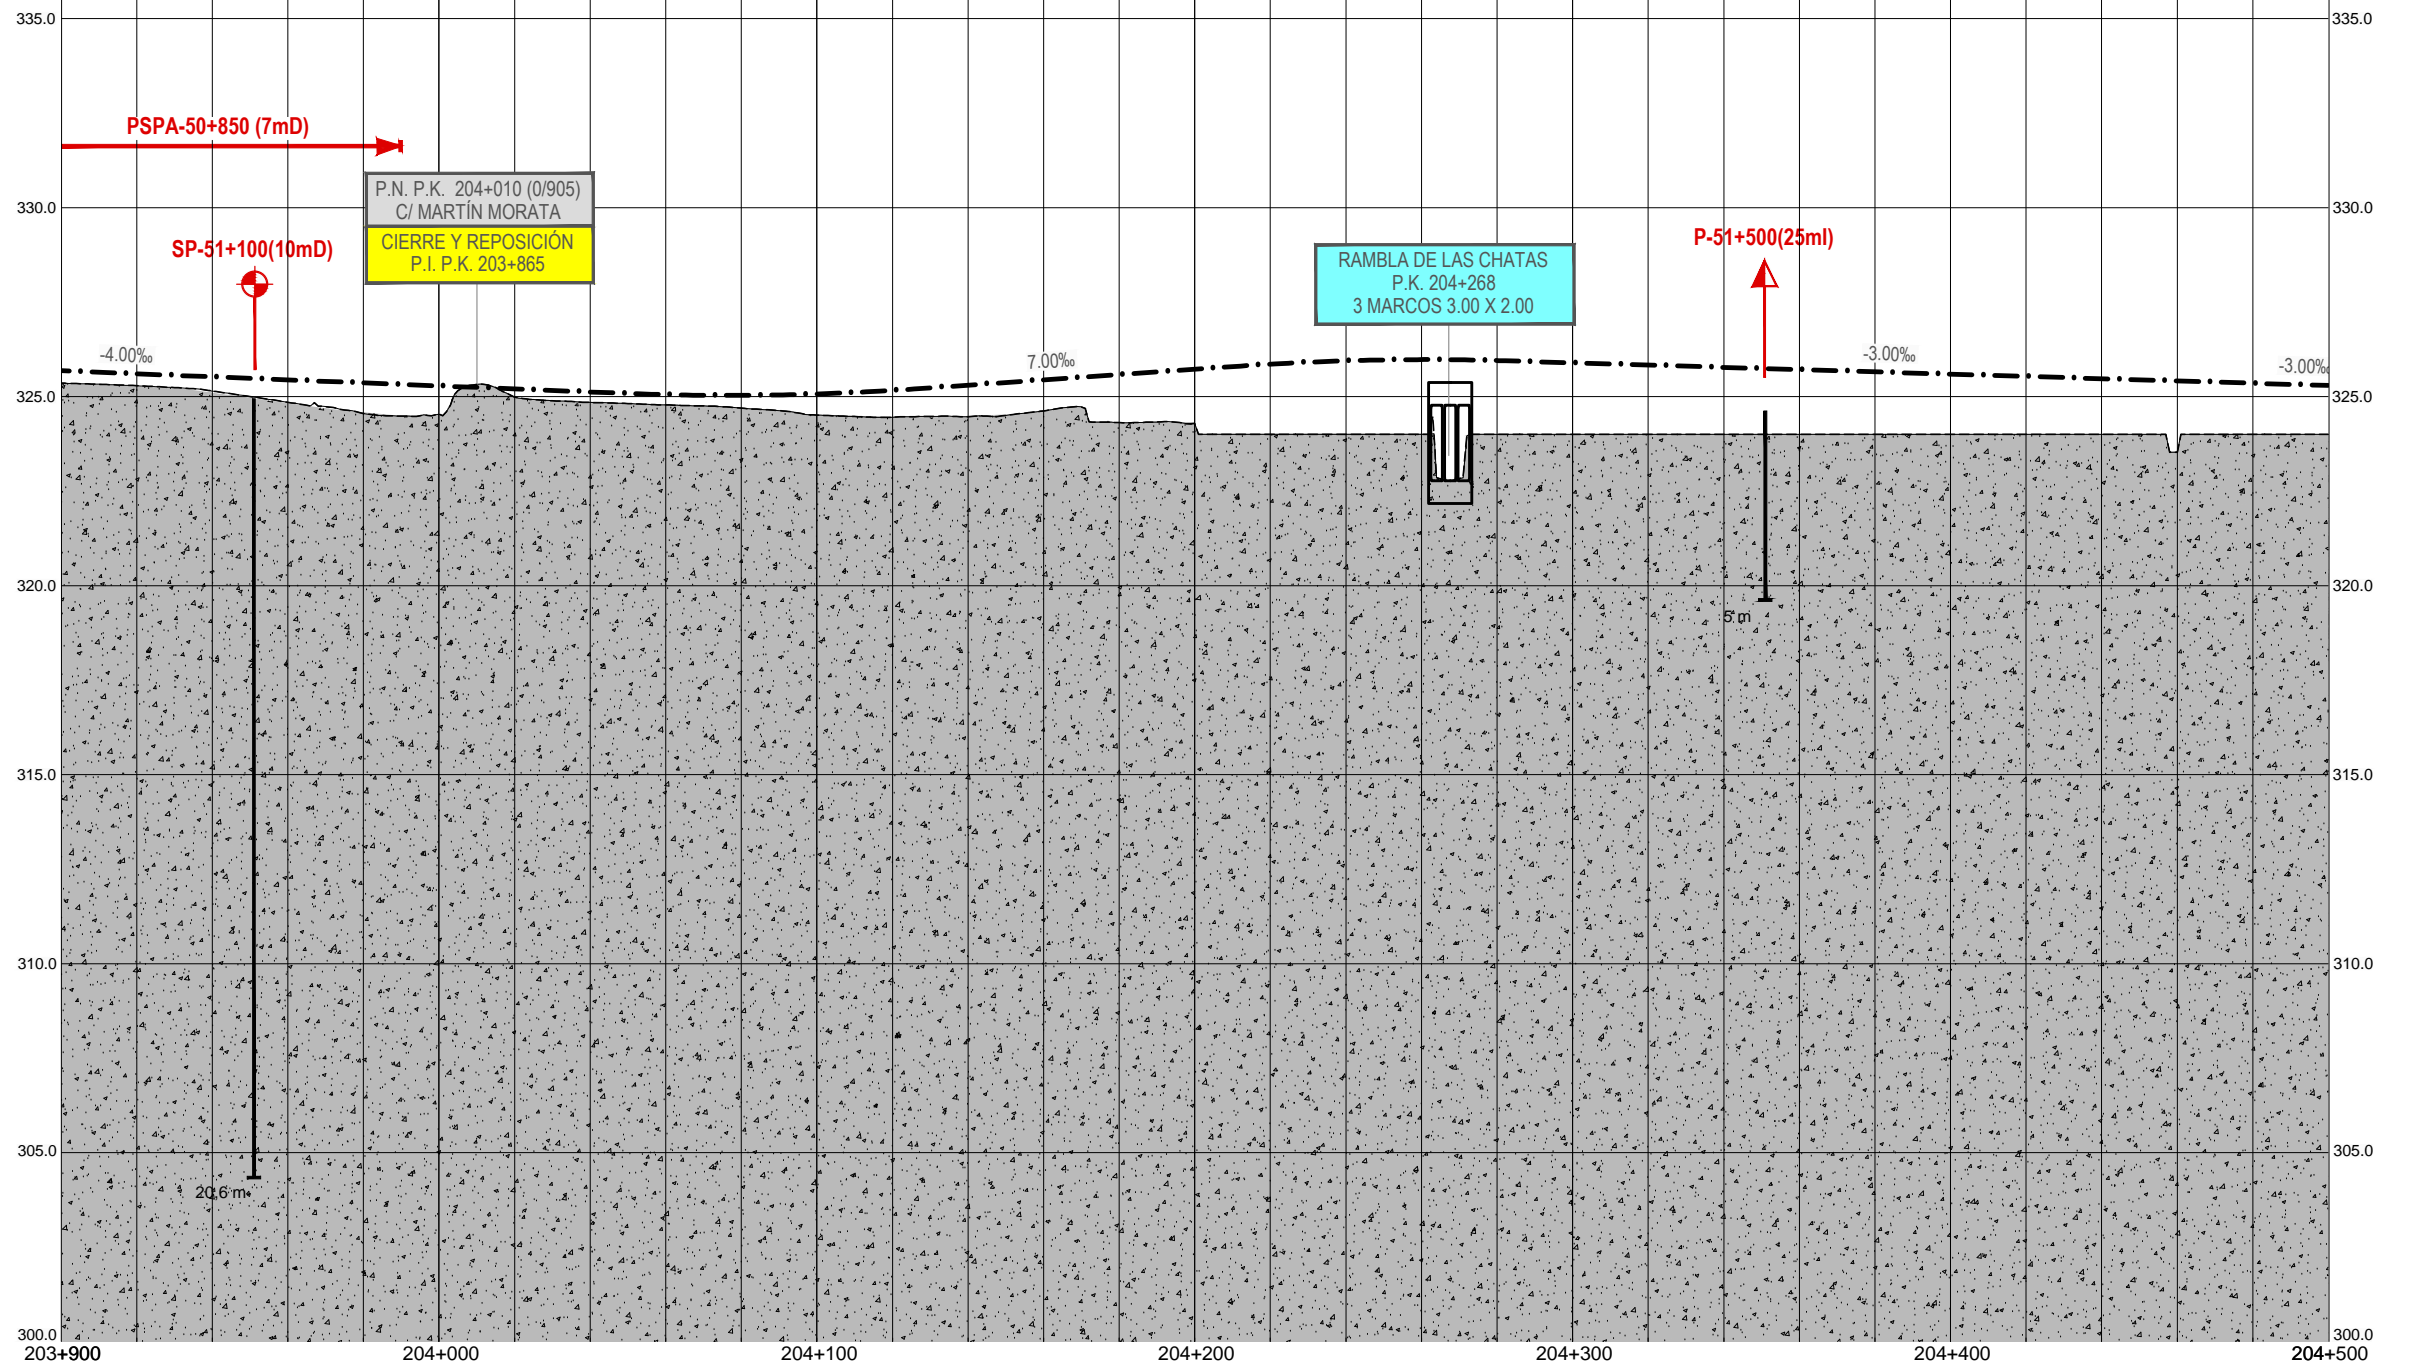 335.0
335.0
PSPA-50+850 (7mD)
P.N. P.K. 204+010 (0/905)
C/ MARTÍN MORATA
330.0
330.0
CIERRE Y REPOSICIÓN
P.I. P.K. 203+865
SP-51+100(10mD)
P-51+500(25ml)
RAMBLA DE LAS CHATAS
P.K. 204+268
3 MARCOS 3.00 X 2.00
-4.00‰
7.00‰
-3.00‰
-3.00‰
325.0
325.0
320.0
320.0
5 m
315.0
315.0
310.0
310.0
305.0
305.0
20,6 m
300.0
300.0
203+900
204+000
204+100
204+200
204+300
204+400
204+500